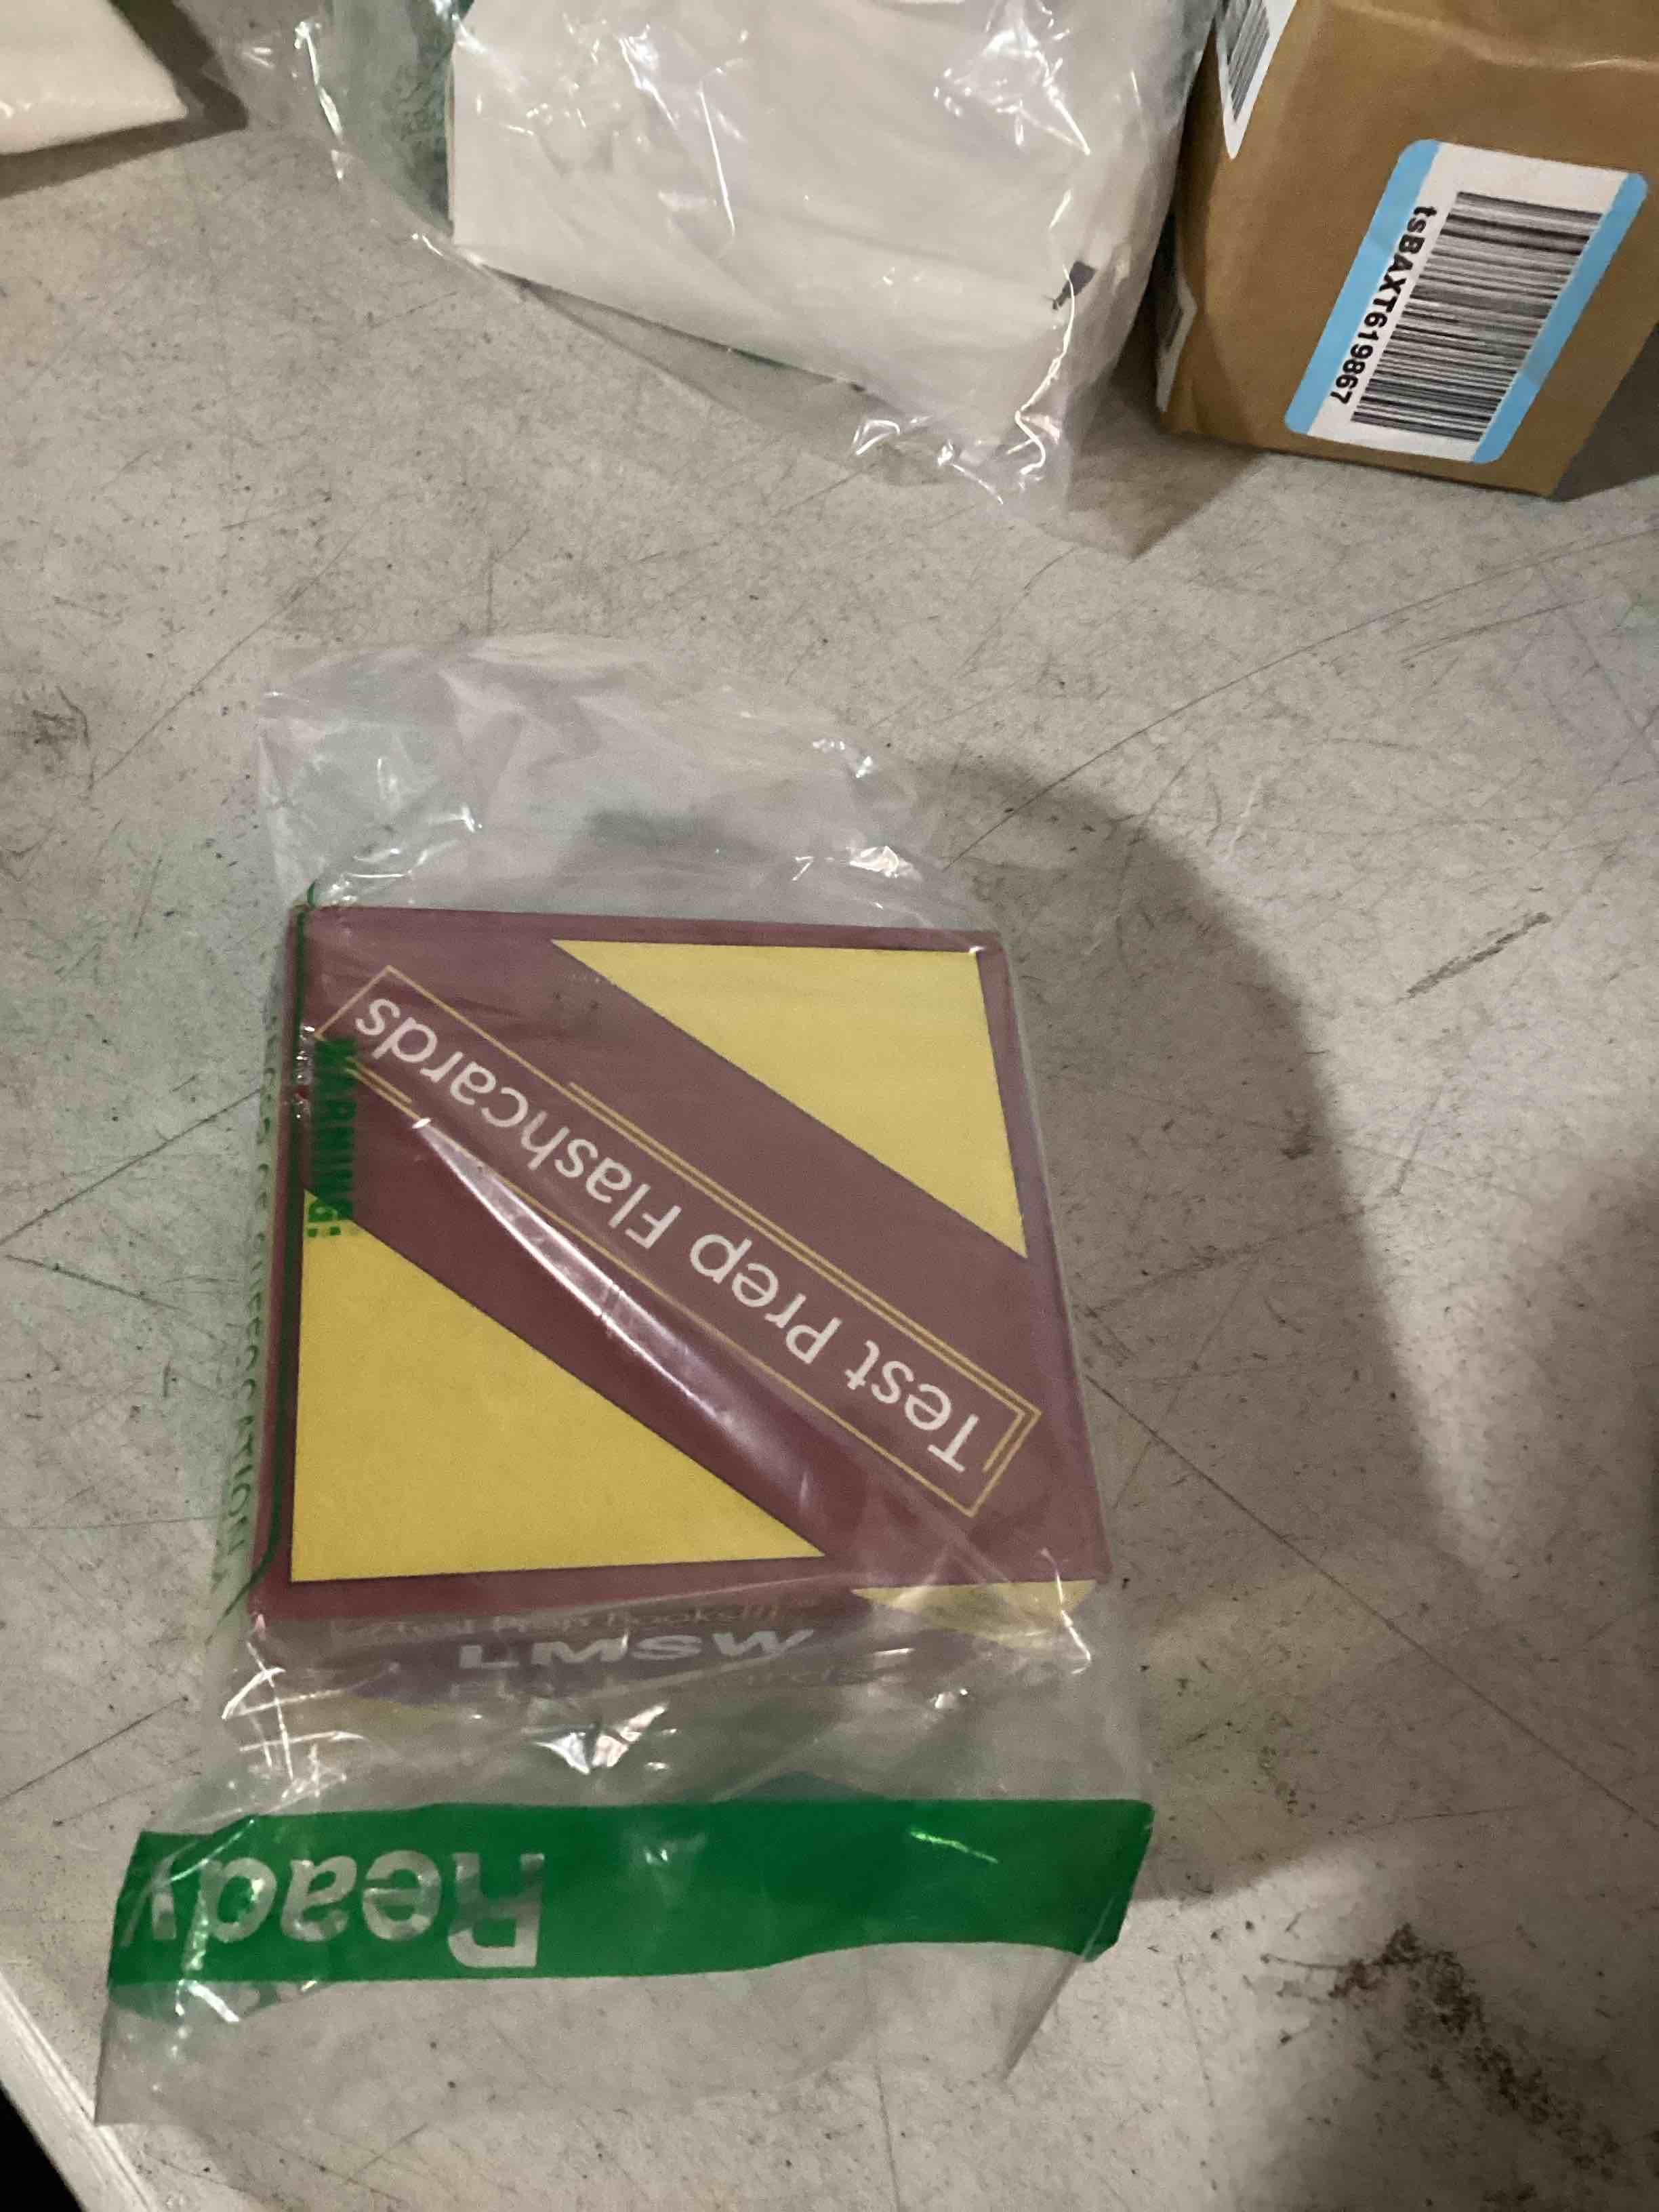 tsBAXT619867
Test Prep Flashcards
WARNING:
LMSW
Ready